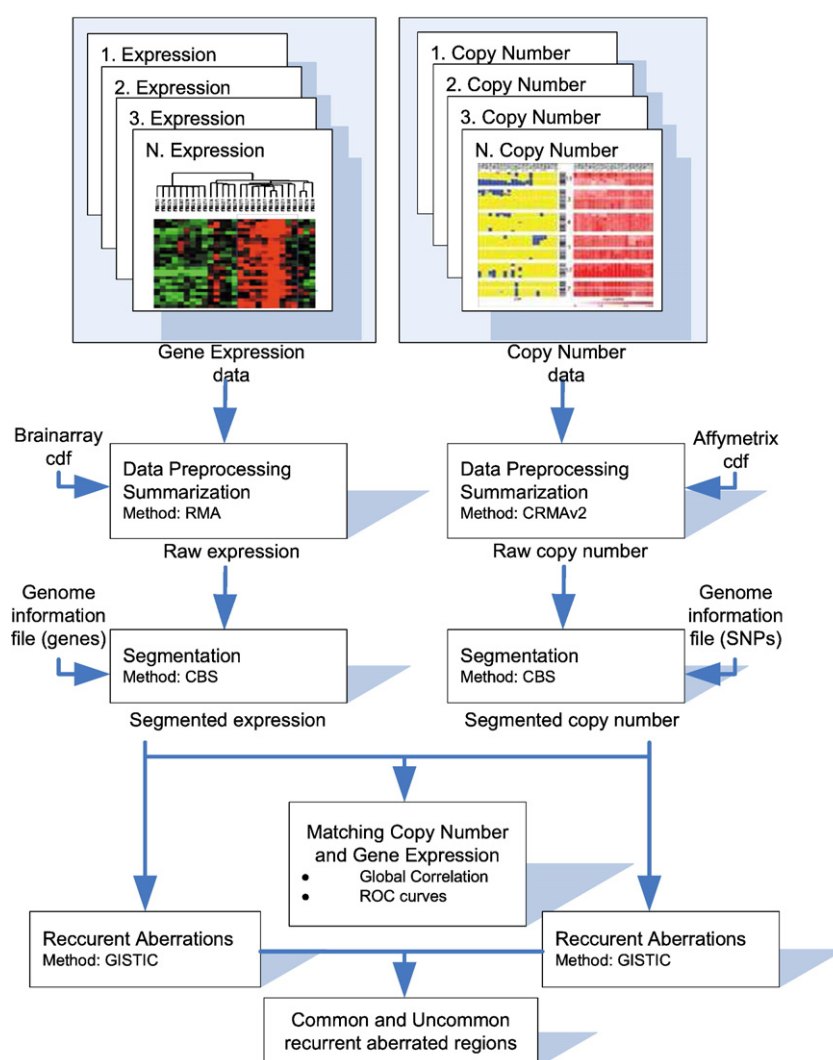 1. Expression
2. Expression
3. Expression
N. Expression
1. Copy Number
2. Copy Number
3. Copy Number
N. Copy Number
Gene Expression
data
Copy Number
data
Brainarray
cdf
Data Preprocessing
Summarization
Method: RMA
Affymetrix
cdf
Data Preprocessing
Summarization
Method: CRMAv2
Raw expression
Raw copy number
Genome
information
file (genes)
Segmentation
Method: CBS
Genome
information
file (SNPs)
Segmentation
Method: CBS
Segmented expression
Segmented copy number
Matching Copy Number
and Gene Expression
● Global Correlation
● ROC curves
Reccurent Aberrations
Method: GISTIC
Reccurent Aberrations
Method: GISTIC
Common and Uncommon
recurrent aberrated regions